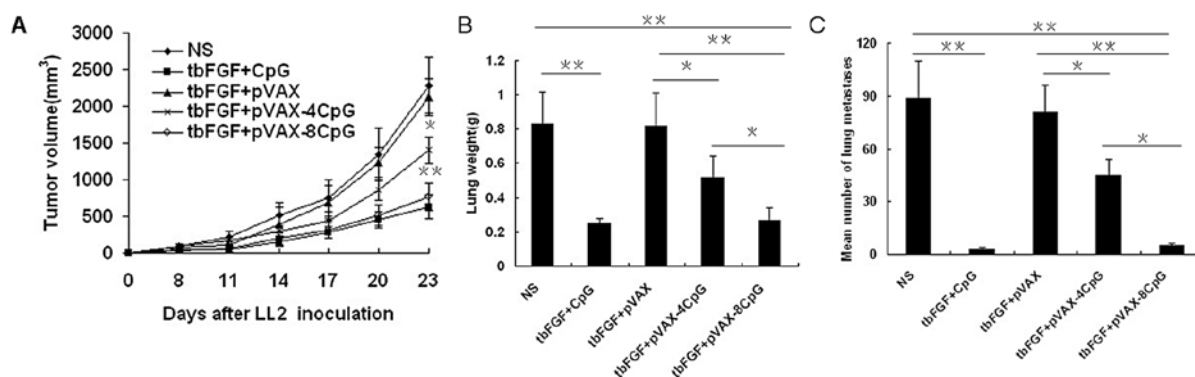 A
Tumor volume(mm³)
3000
2500
2000
1500
1000
500
0
NS
tbFGF+CpG
tbFGF+pVAX
tbFGF+pVAX-4CpG
tbFGF+pVAX-8CpG
*
**
0 8 11 14 17 20 23
Days after LL2 inoculation
B
Lung weight(g)
1.2
1
0.8
0.6
0.4
0.2
0
**
**
**
*
*
NS
tbFGF+CpG
tbFGF+pVAX
tbFGF+pVAX-4CpG
tbFGF+pVAX-8CpG
C
Mean number of lung metastases
120
90
60
30
0
**
**
**
*
*
NS
tbFGF+CpG
tbFGF+pVAX
tbFGF+pVAX-4CpG
tbFGF+pVAX-8CpG